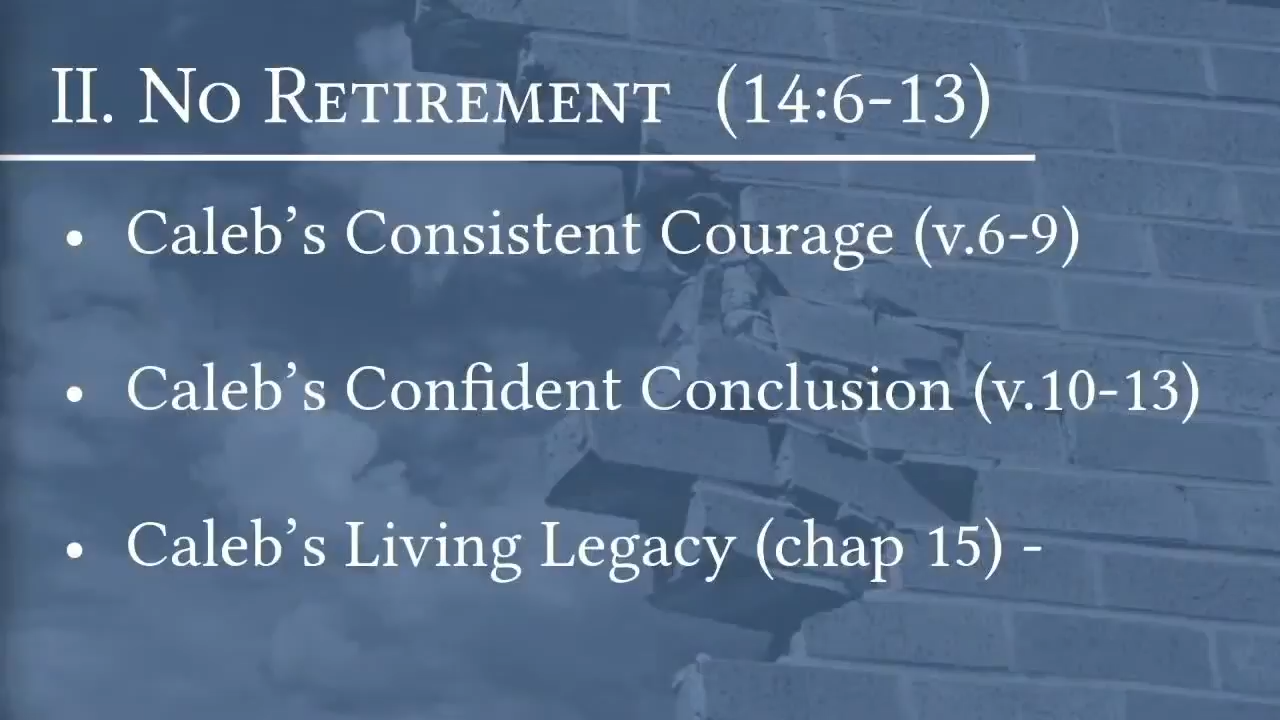 II. No Retirement (14:6-13)
• Caleb’s Consistent Courage (v.6-9)
• Caleb’s Confident Conclusion (v.10-13)
• Caleb’s Living Legacy (chap 15) -